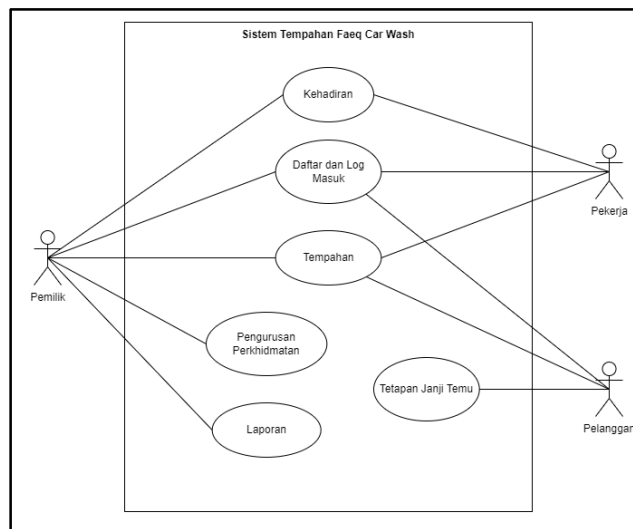 Sistem Tempahan Faeq Car Wash
Kehadiran
Daftar dan Log
Masuk
Pekerja
Tempahan
Pemilik
Pengurusan
Perkhidmatan
Tetapan Janji Temu
Laporan
Pelanggan